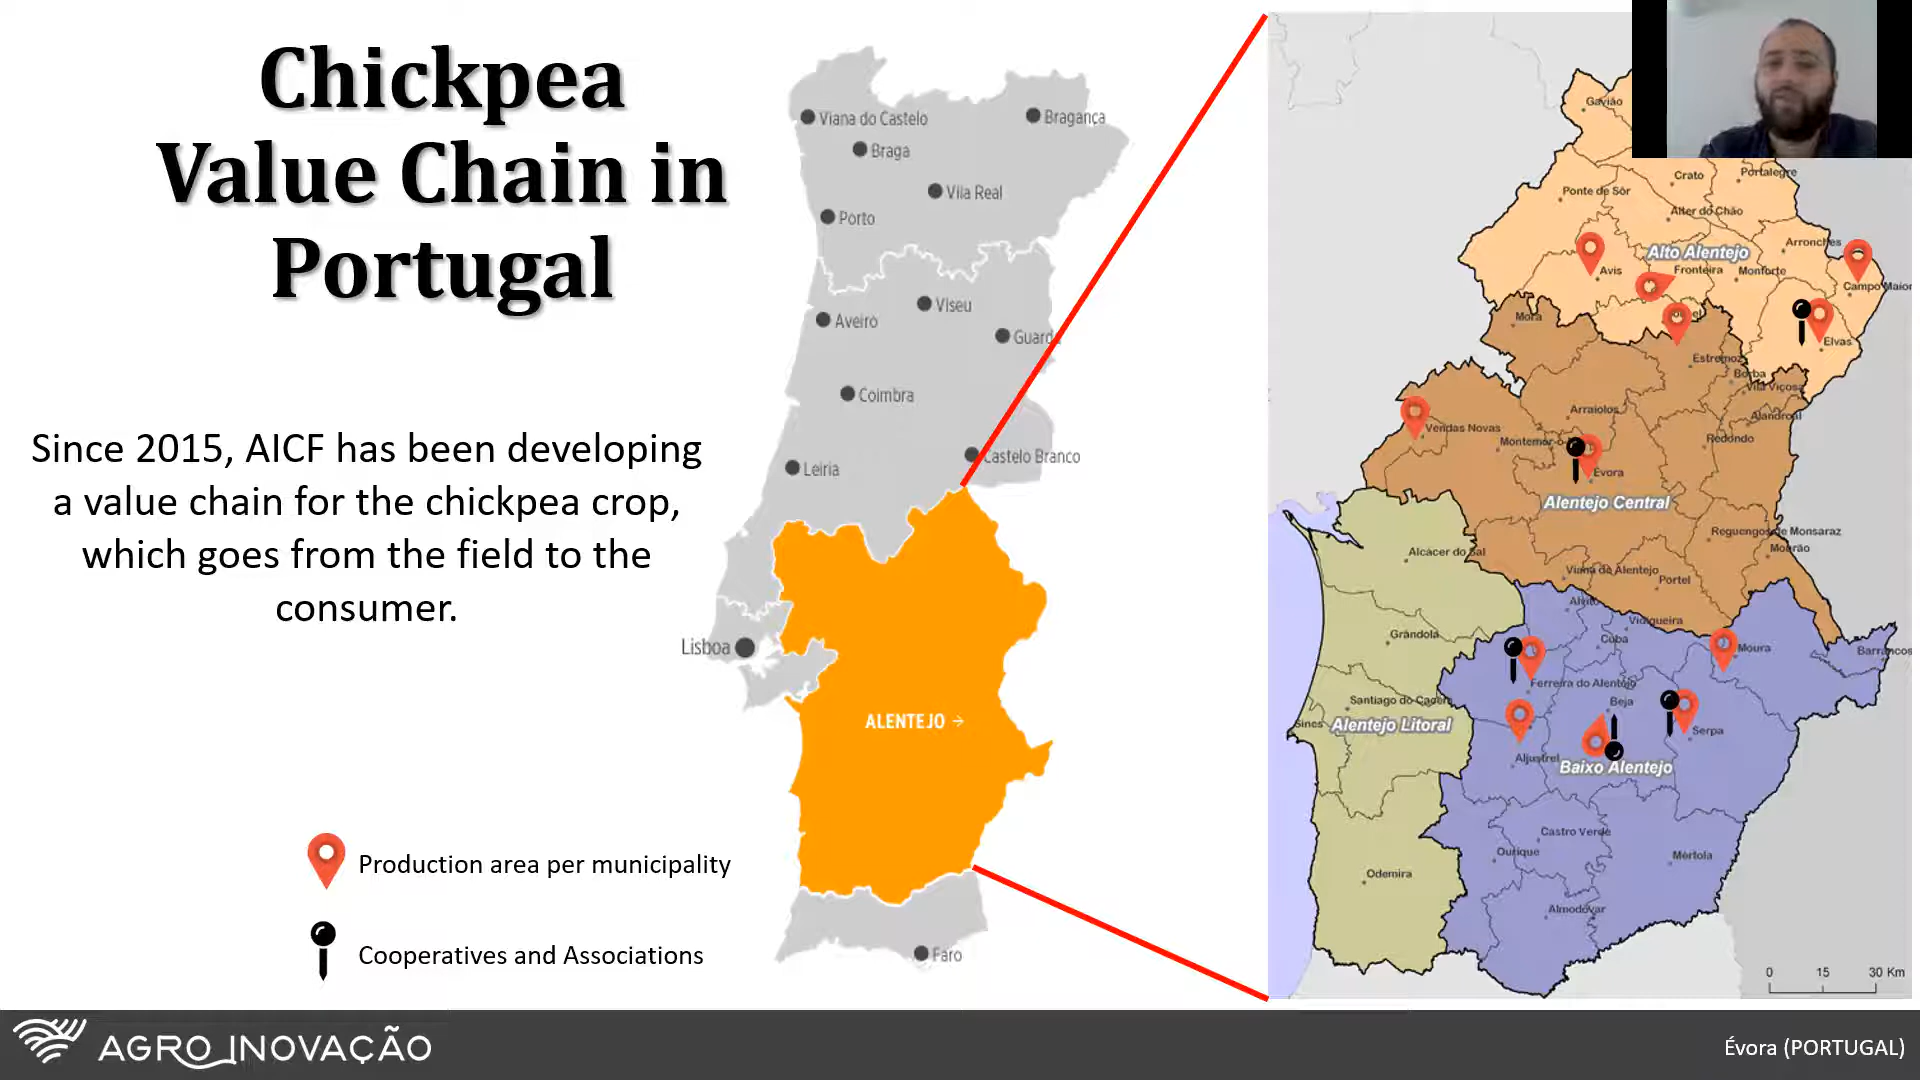 Chickpea
Value Chain in
Portugal
Since 2015, AICF has been developing
a value chain for the chickpea crop,
which goes from the field to the
consumer.
Production area per municipality
Cooperatives and Associations
Viana do Castelo
Bragança
Braga
Vila Real
Porto
Viseu
Aveiro
Guarda
Coimbra
Castelo Branco
Leiria
Lisboa
ALENTEJO →
Faro
Gavião
Crato
Portalegre
Ponte de Sôr
Alter do Chão
Arronches
Alto Alentejo
Avis
Fronteira
Monforte
Campo Maior
Mora
Elvas
Estremoz
Borba
Vila Viçosa
Arraiolos
Alandroal
Vendas Novas
Redondo
Évora
Alentejo Central
Reguengos de Monsaraz
Mourão
Alcácer do Sal
Viana do Alentejo
Portel
Alvito
Vidigueira
Grândola
Cuba
Moura
Barrancos
Ferreira do Alentejo
Santiago do Cacém
Beja
Sines
Alentejo Litoral
Serpa
Aljustrel
Baixo Alentejo
Castro Verde
Ourique
Mértola
Odemira
Almodôvar
0 15 30 Km
AGRO INOVAÇÃO
Évora (PORTUGAL)